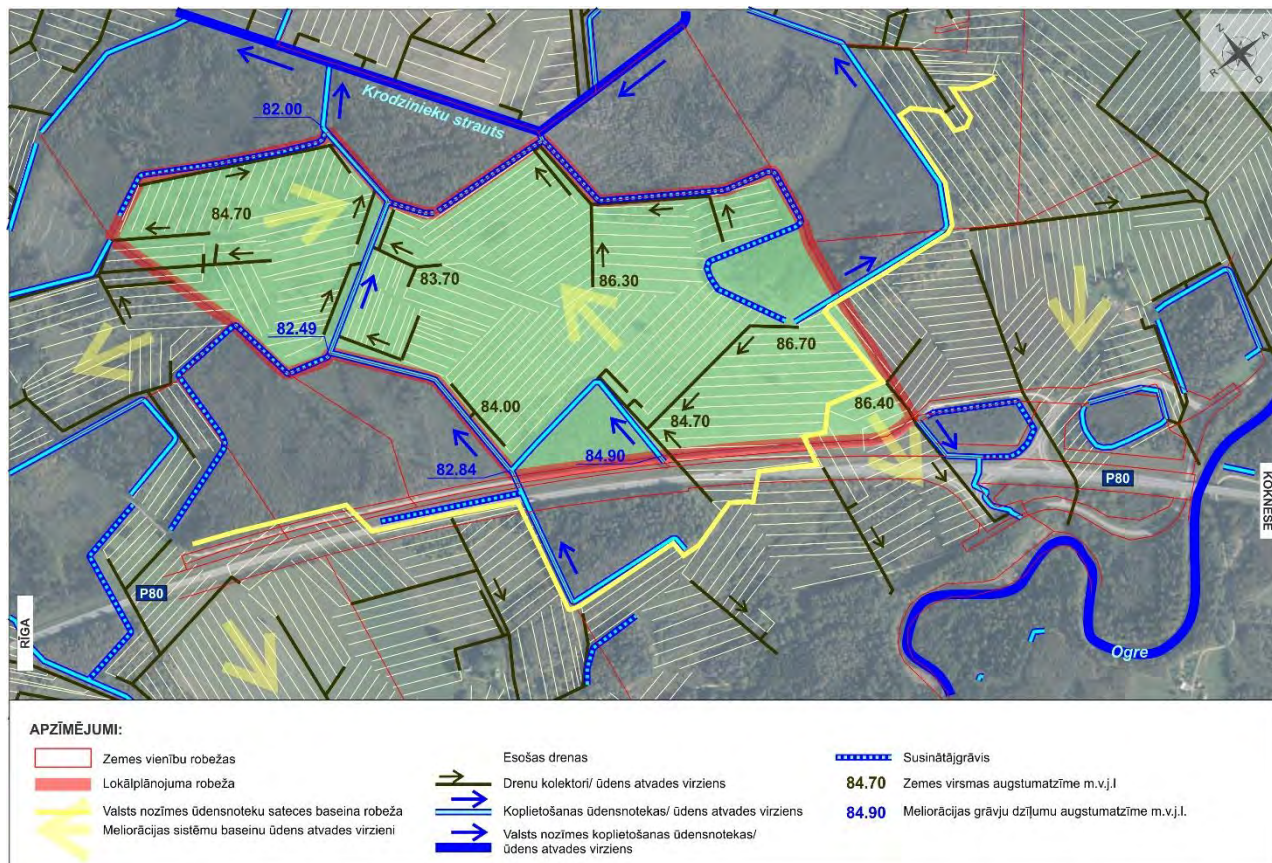 Z
A
R
D
Krodzinieku strauts
82.00
84.70
83.70
86.30
82.49
86.70
84.00
84.70
86.40
82.84
84.90
P80
KOKNESE
P80
RĪGA
Ogre
APZĪMĒJUMI:
Zemes vienību robežas
Lokālplānojuma robeža
Valsts nozīmes ūdensnoteku sateces baseina robeža
Meliorācijas sistēmu baseinu ūdens atvades virzieni
Esošas drenas
Drenu kolektori/ ūdens atvades virziens
Koplietošanas ūdensnotekas/ ūdens atvades virziens
Valsts nozīmes koplietošanas ūdensnotekas/
ūdens atvades virziens
Susinātājgrāvis
84.70 Zemes virsmas augstumatzīme m.v.j.l
84.90 Meliorācijas grāvju dziļumu augstumatzīme m.v.j.l.